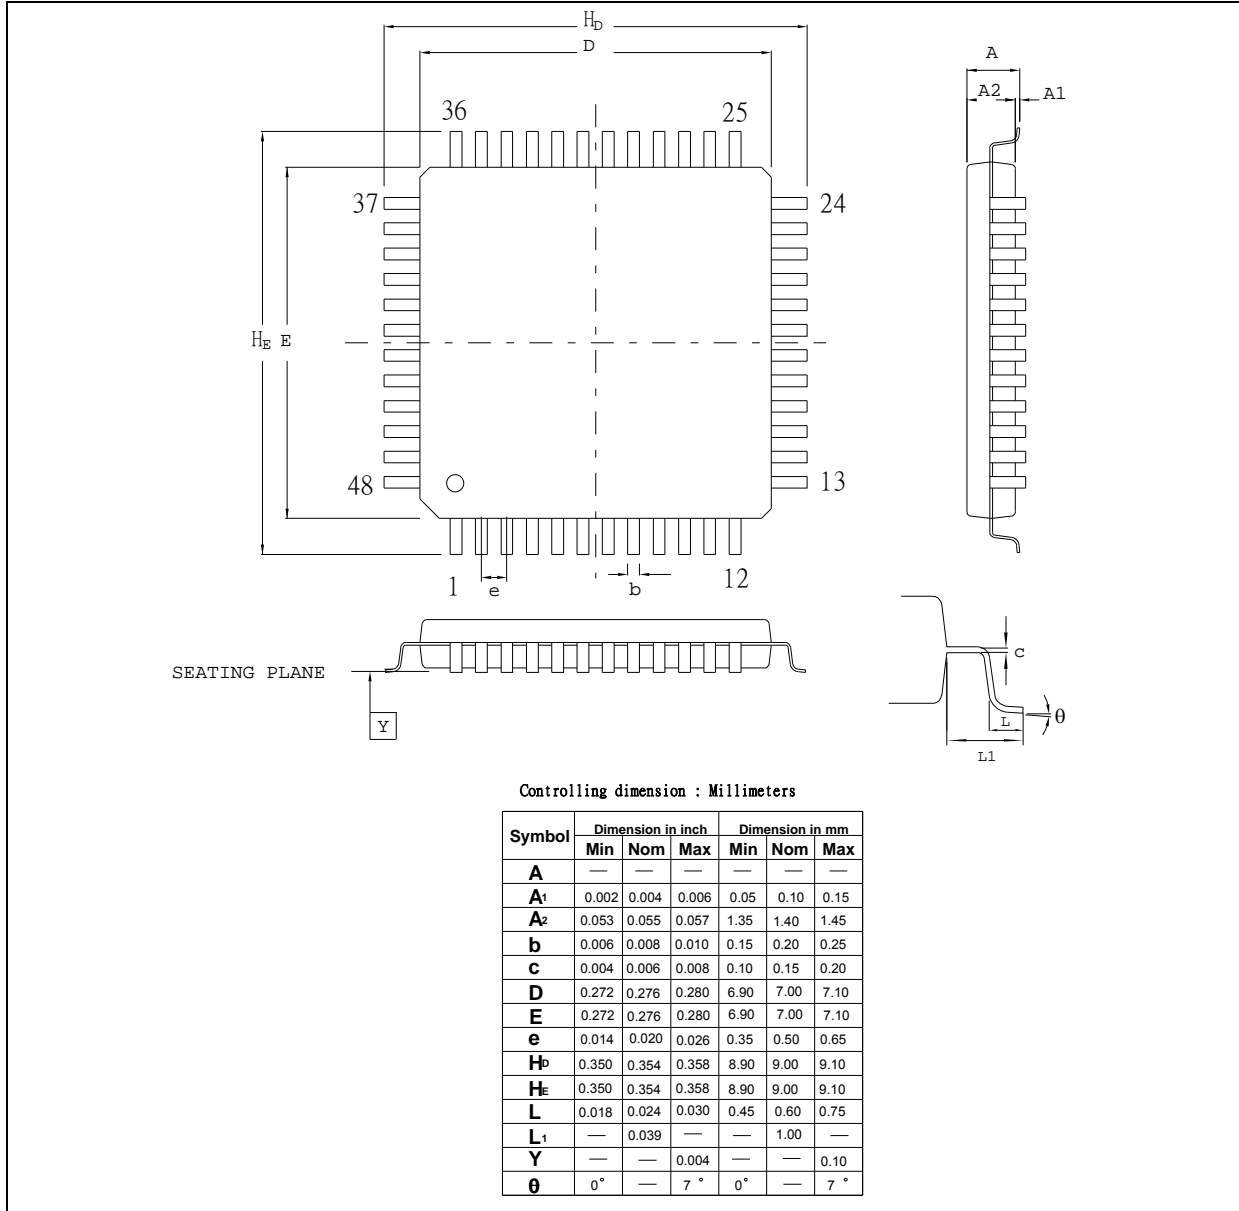 HD
D
A
A2 A1
36 25
37 24
HE E
48 13
1 e b 12
SEATING PLANE
Y
c
L θ
L1
Controlling dimension : Millimeters
Symbol Dimension in inch Dimension in mm
Min Nom Max Min Nom Max
A — — — — — —
A1 0.002 0.004 0.006 0.05 0.10 0.15
A2 0.053 0.055 0.057 1.35 1.40 1.45
b 0.006 0.008 0.010 0.15 0.20 0.25
c 0.004 0.006 0.008 0.10 0.15 0.20
D 0.272 0.276 0.280 6.90 7.00 7.10
E 0.272 0.276 0.280 6.90 7.00 7.10
e 0.014 0.020 0.026 0.35 0.50 0.65
HD 0.350 0.354 0.358 8.90 9.00 9.10
HE 0.350 0.354 0.358 8.90 9.00 9.10
L 0.018 0.024 0.030 0.45 0.60 0.75
L1 — 0.039 — — 1.00 —
Y — — 0.004 — — 0.10
θ 0° — 7 ° 0° — 7 °